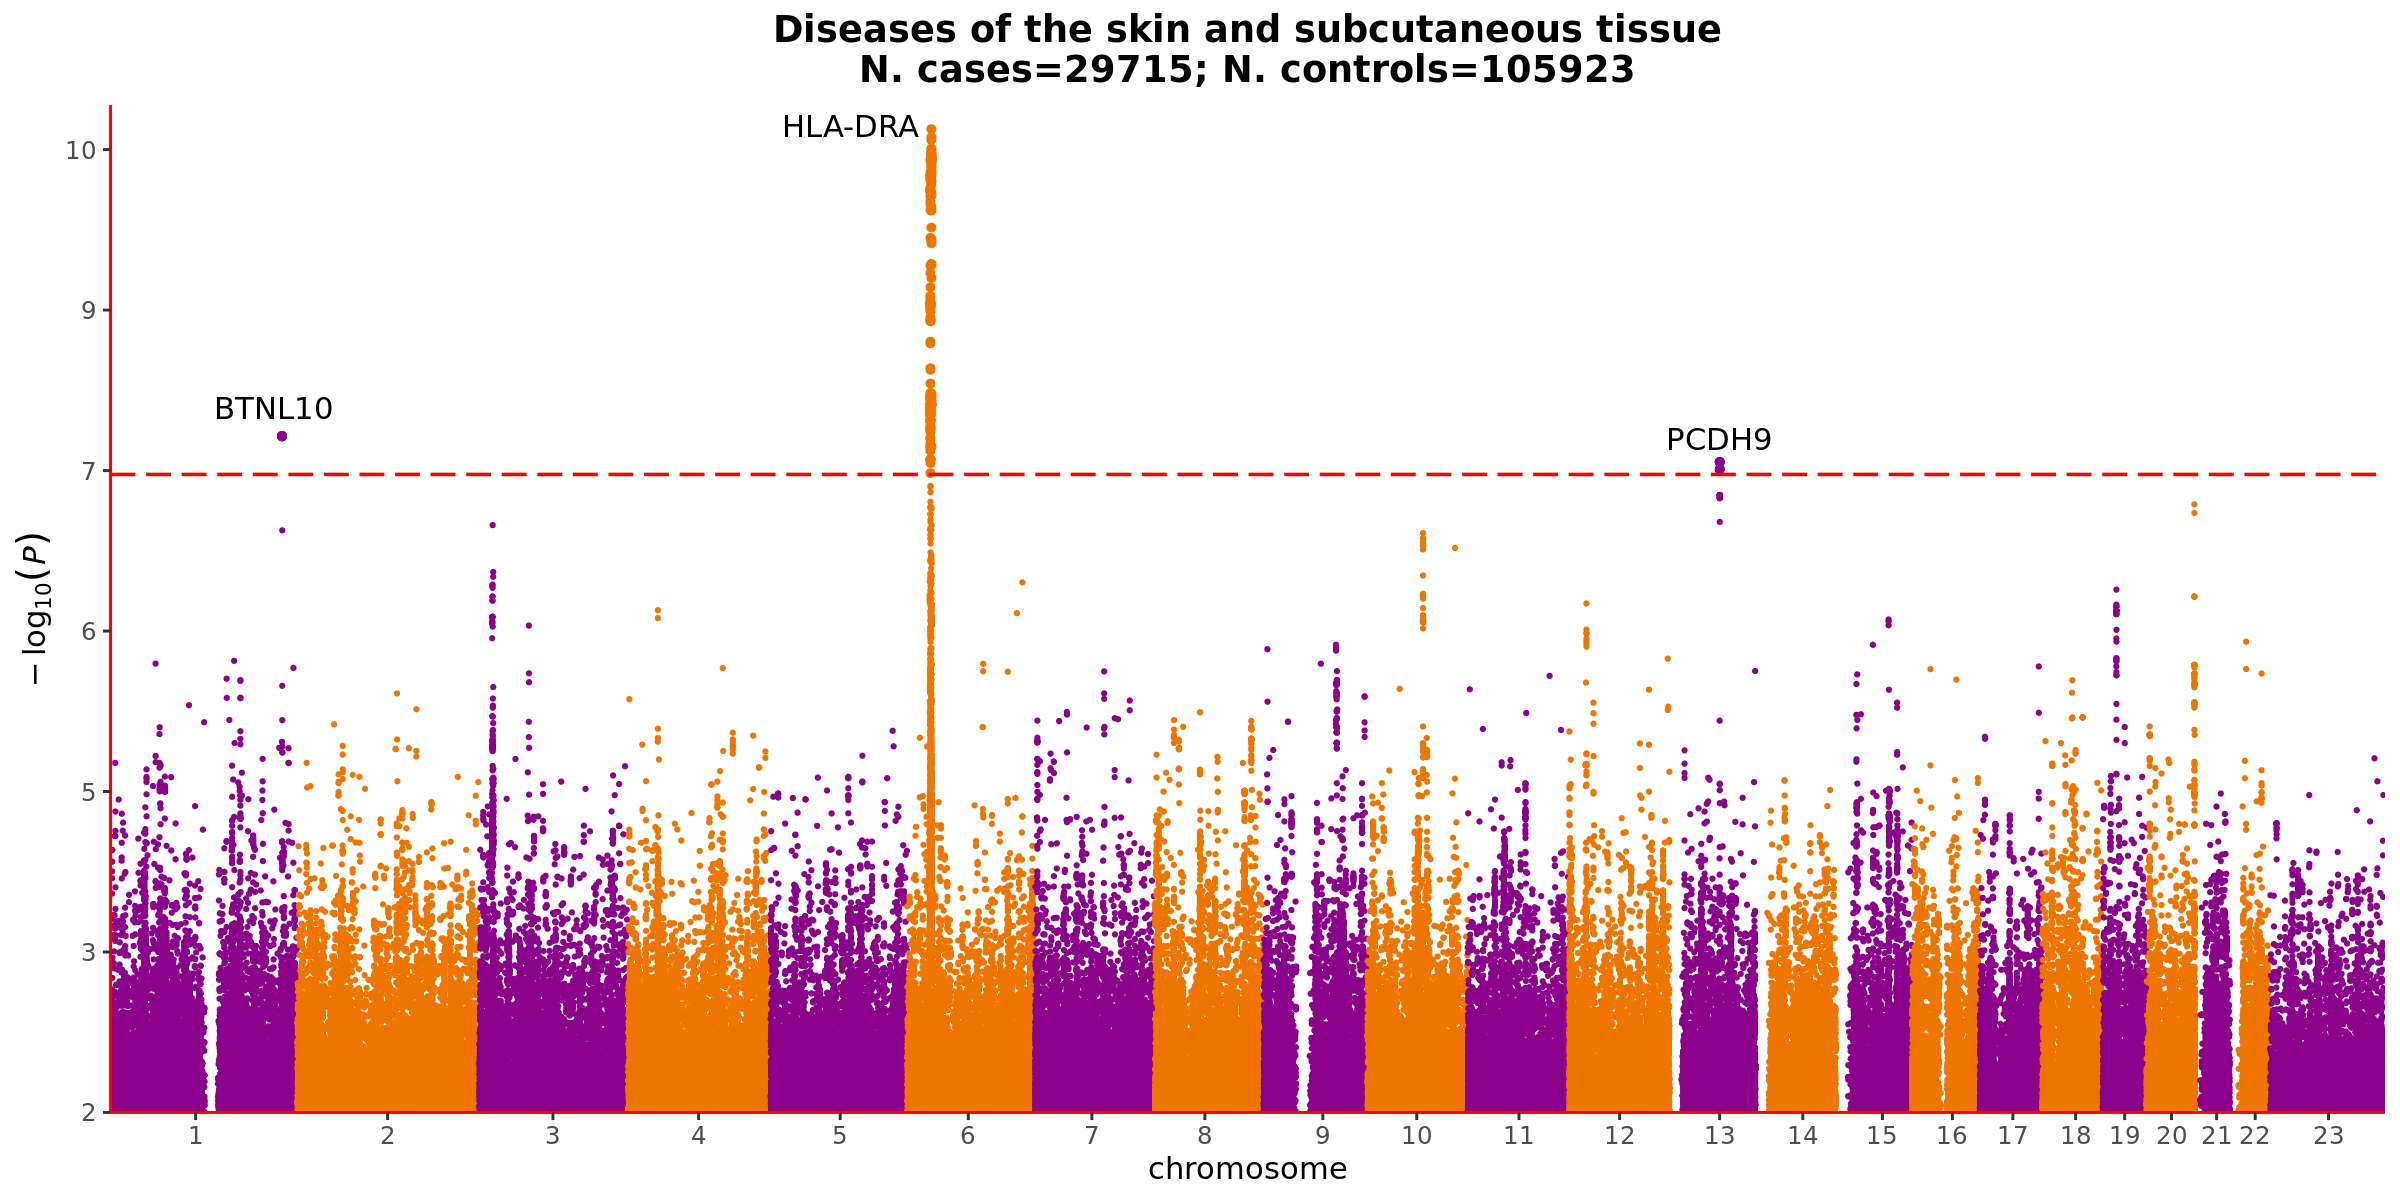 Diseases of the skin and subcutaneous tissue
N. cases=29715; N. controls=105923
HLA-DRA
BTNL10
PCDH9
10
9
7
6
5
3
2
−log10(P)
1 2 3 4 5 6 7 8 9 10 11 12 13 14 15 16 17 18 19 20 21 22 23
chromosome